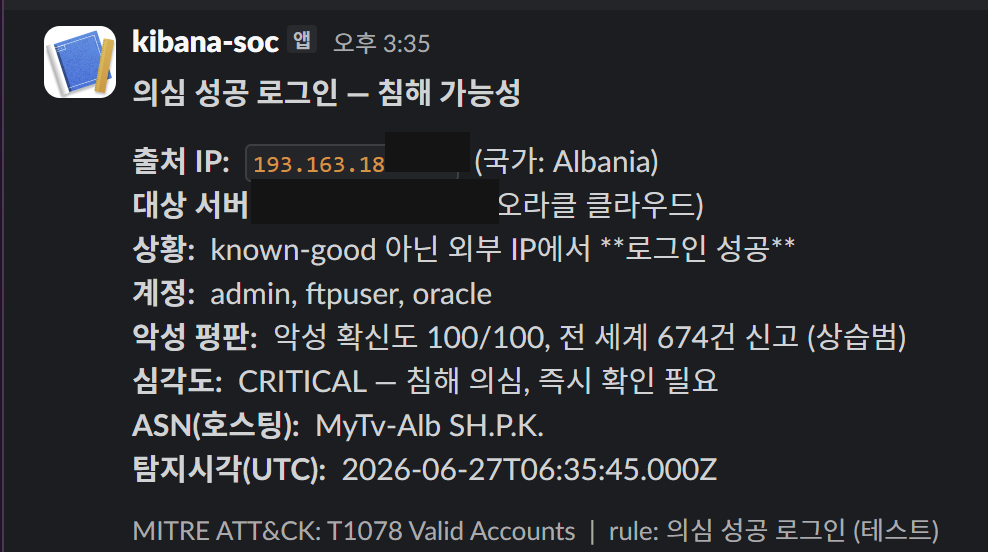 kibana-soc 앱 오후 3:35
의심 성공 로그인 — 침해 가능성
출처 IP: 193.163.18 (국가: Albania)
대상 서버 오라클 클라우드)
상황: known-good 아닌 외부 IP에서 **로그인 성공**
계정: admin, ftpuser, oracle
악성 평판: 악성 확신도 100/100, 전 세계 674건 신고 (상습범)
심각도: CRITICAL — 침해 의심, 즉시 확인 필요
ASN(호스팅): MyTv-Alb SH.P.K.
탐지시각(UTC): 2026-06-27T06:35:45.000Z
MITRE ATT&CK: T1078 Valid Accounts | rule: 의심 성공 로그인 (테스트)